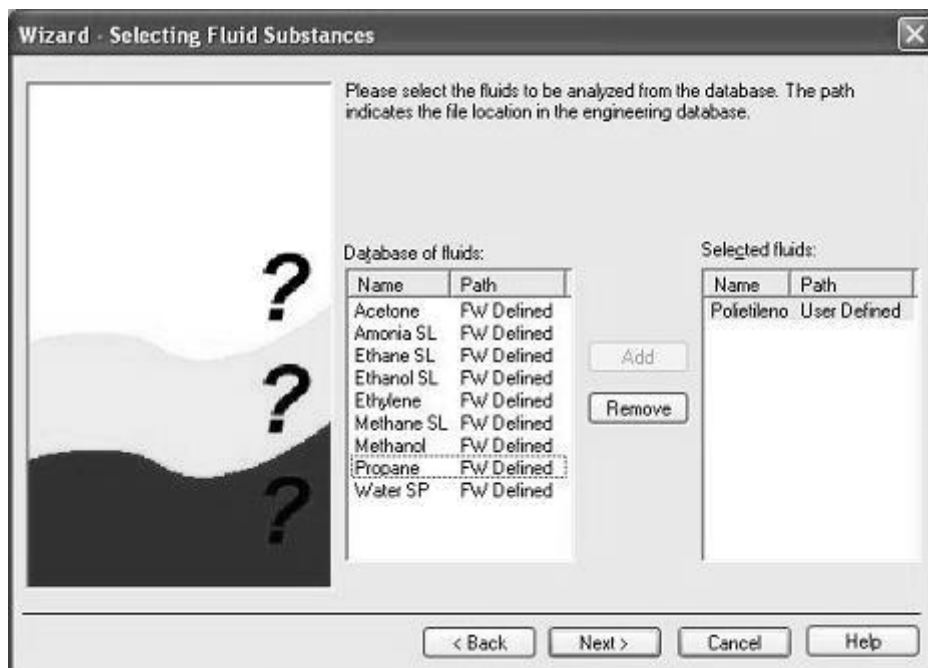 Wizard - Selecting Fluid Substances
Please select the fluids to be analyzed from the database. The path
indicates the file location in the engineering database.
Database of fluids:
Name Path
Acetone FW Defined
Amonia SL FW Defined
Ethane SL FW Defined
Ethanol SL FW Defined
Ethylene FW Defined
Methane SL FW Defined
Methanol FW Defined
Propane FW Defined
Water SP FW Defined
Add
Remove
Selected fluids:
Name Path
Polietileno User Defined
?
?
?
< Back Next > Cancel Help